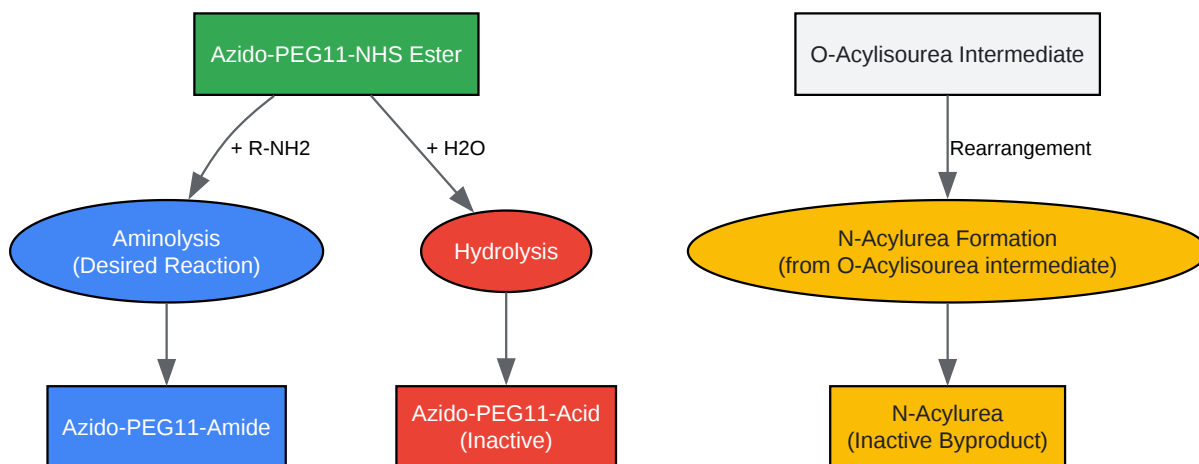 Azido-PEG11-NHS Ester
O-Acylisourea Intermediate
+ R-NH2
+ H2O
Rearrangement
Aminolysis
(Desired Reaction)
Hydrolysis
N-Acylurea Formation
(from O-Acylisourea intermediate)
Azido-PEG11-Amide
Azido-PEG11-Acid
(Inactive)
N-Acylurea
(Inactive Byproduct)